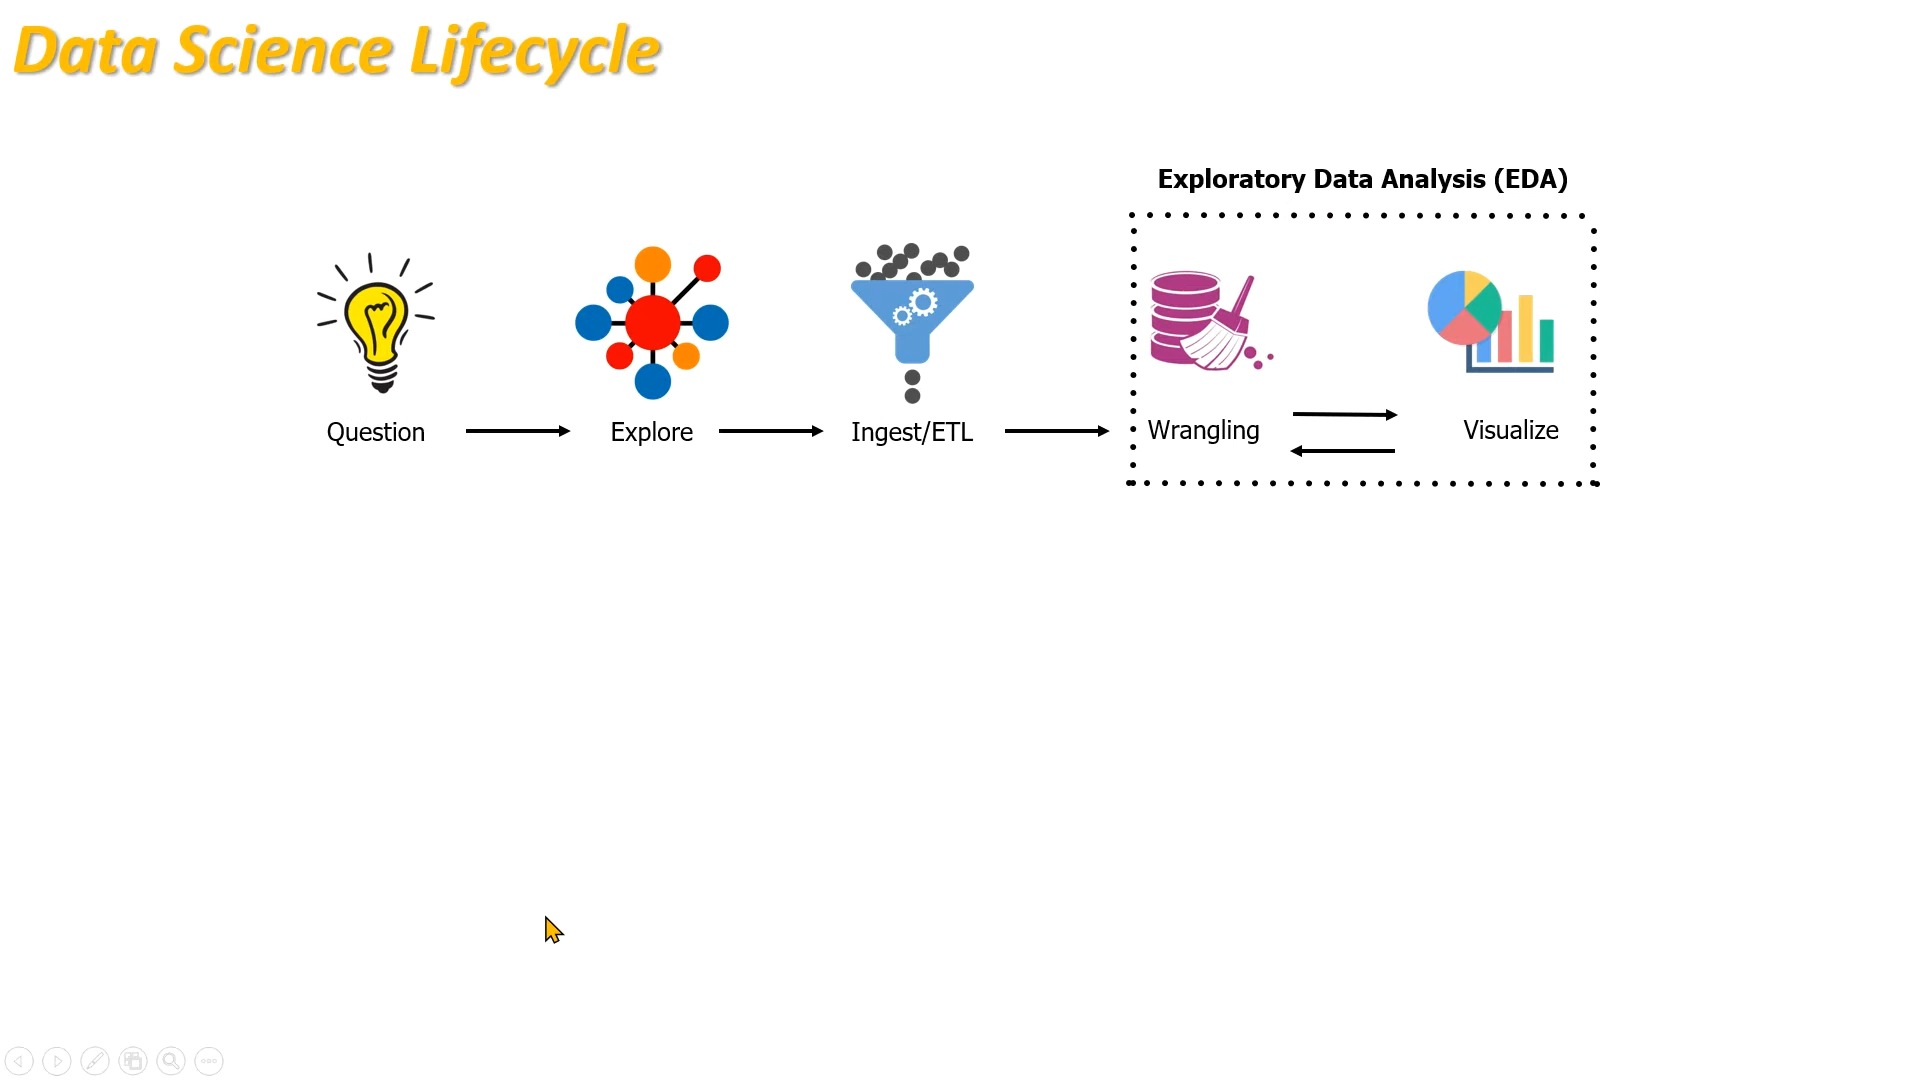 Data Science Lifecycle
Exploratory Data Analysis (EDA)
Question
Explore
Ingest/ETL
Wrangling
Visualize